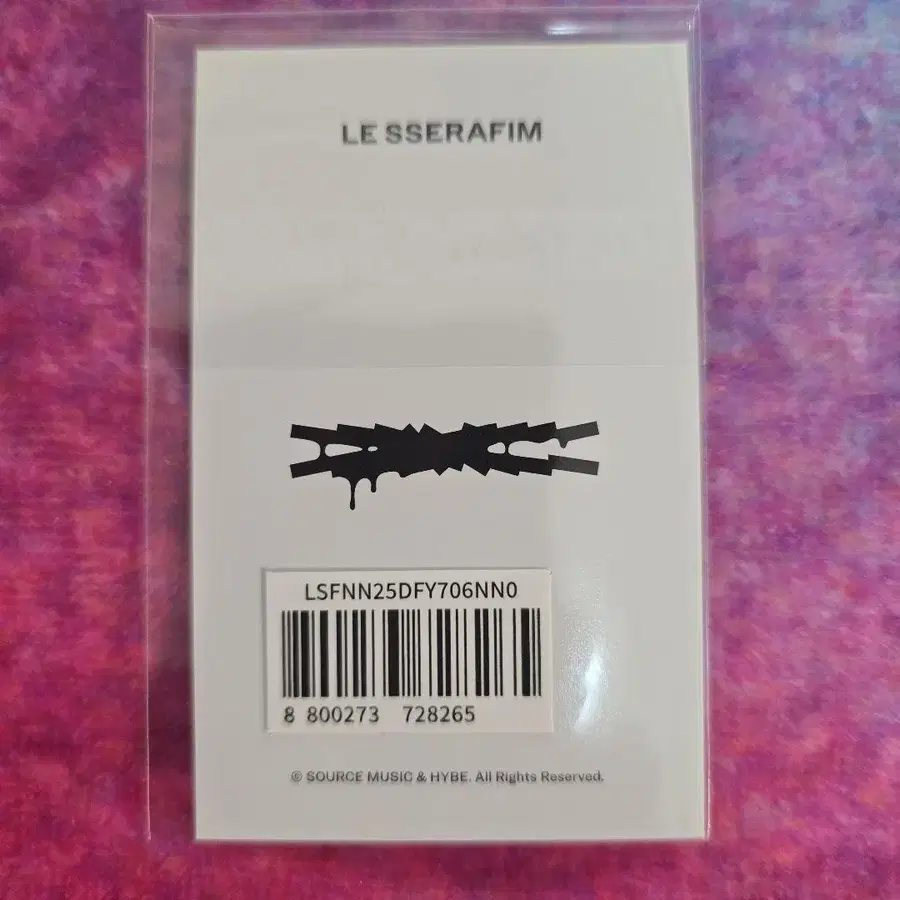 LE SSERAFIM
LSFNN25DFY706NN0
8 800273 728265
© SOURCE MUSIC & HYBE. All Rights Reserved.